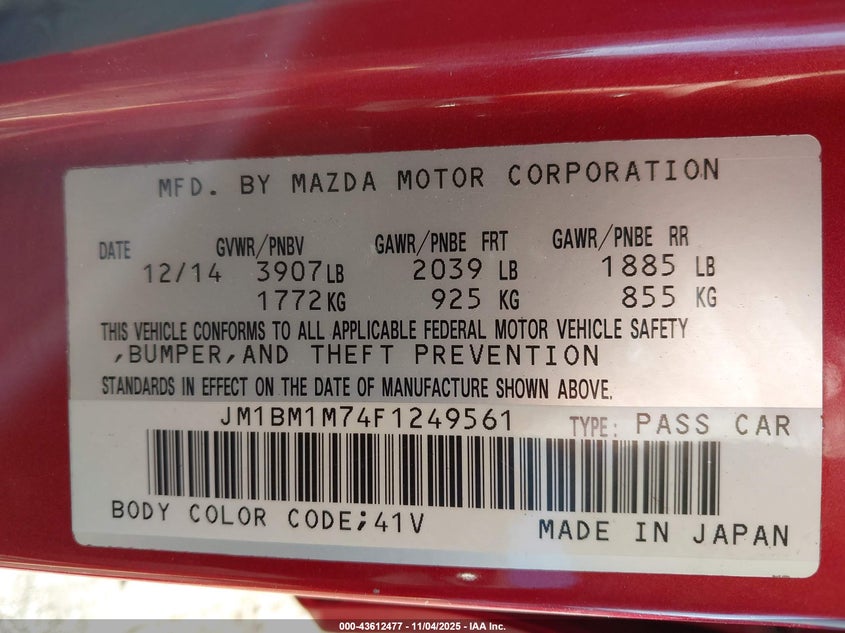 MFD. BY MAZDA MOTOR CORPORATION
DATE GVWR/PNBV GAWR/PNBE FRT GAWR/PNBE RR
12/14 3907LB 2039 LB 1885 LB
1772KG 925 KG 855 KG
THIS VEHICLE CONFORMS TO ALL APPLICABLE FEDERAL MOTOR VEHICLE SAFETY
,BUMPER,AND THEFT PREVENTION
STANDARDS IN EFFECT ON THE DATE OF MANUFACTURE SHOWN ABOVE.
JM1BM1M74F1249561 TYPE: PASS CAR
BODY COLOR CODE;41V MADE IN JAPAN
000-43612477 - 11/04/2025 - IAA Inc.